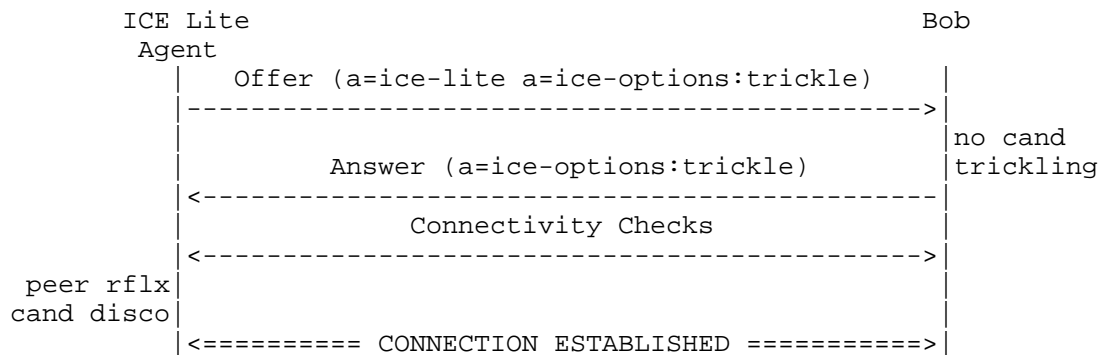 ICE Lite                                          Bob
Agent
|   Offer (a=ice-lite a=ice-options:trickle)    |
|---------------------------------------------->|
|                                               |no cand
|         Answer (a=ice-options:trickle)        |trickling
|<----------------------------------------------|
|              Connectivity Checks              |
|<--------------------------------------------->|
peer rflx|                                               |
cand disco|                                               |
|<========== CONNECTION ESTABLISHED ===========>|